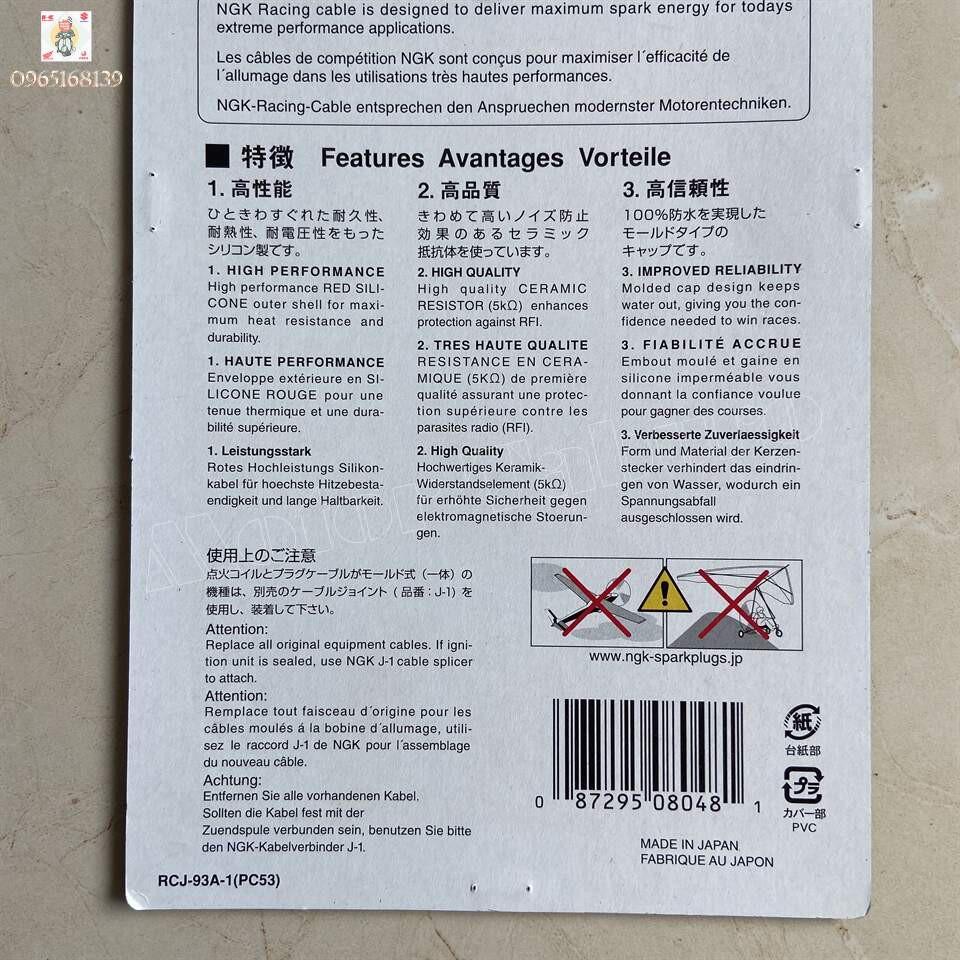 0965168139
NGK Racing cable is designed to deliver maximum spark energy for todays
extreme performance applications.
Les câbles de compétition NGK sont conçus pour maximiser l´efficacité de
l´allumage dans les utilisations très hautes performances.
NGK-Racing-Cable entsprechen den Anspruechen modernster Motorentechniken.
■ 特徴 Features Avantages Vorteile
1. 高性能
ひときわすぐれた耐久性、
耐熱性、耐電圧性をもった
シリコン製です。
1. HIGH PERFORMANCE
High performance RED SILI-
CONE outer shell for maxi-
mum heat resistance and
durability.
1. HAUTE PERFORMANCE
Enveloppe extérieure en SI-
LICONE ROUGE pour une
tenue thermique et une dura-
bilité supérieure.
1. Leistungsstark
Rotes Hochleistungs Silikon-
kabel für hoechste Hitzebesta-
endigkeit und lange Haltbarkeit.
2. 高品質
きわめて高いノイズ防止
効果のあるセラミック
抵抗体を使っています。
2. HIGH QUALITY
High quality CERAMIC
RESISTOR (5kΩ) enhances
protection against RFI.
2. TRES HAUTE QUALITE
RESISTANCE EN CERA-
MIQUE (5KΩ) de première
qualité assurant une protec-
tion supérieure contre les
parasites radio (RFI).
2. High Quality
Hochwertiges Keramik-
Widerstandselement (5kΩ)
für erhöhte Sicherheit gegen
elektromagnetische Stoerun-
gen.
3. 高信頼性
100%防水を実現した
モールドタイプの
キャップです。
3. IMPROVED RELIABILITY
Molded cap design keeps
water out, giving you the con-
fidence needed to win races.
3. FIABILITÉ ACCRUE
Embout moulé et gaine en
silicone imperméable vous
donnant la confiance voulue
pour gagner des courses.
3. Verbesserte Zuverlaessigkeit
Form und Material der Kerzen-
stecker verhindert das eindrin-
gen von Wasser, wodurch ein
Spannungsabfall
ausgeschlossen wird.
使用上のご注意
点火コイルとプラグケーブルがモールド式（一体）の
機種は、別売のケーブルジョイント（品番：J-1）を
使用し、装着して下さい。
Attention:
Replace all original equipment cables. If igni-
tion unit is sealed, use NGK J-1 cable splicer
to attach.
Attention:
Remplace tout faisceau d´origine pour les
câbles moulés á la bobine d´allumage, utili-
sez le raccord J-1 de NGK pour l´assemblage
du nouveau câble.
Achtung:
Entfernen Sie alle vorhandenen Kabel.
Sollten die Kabel fest mit der
Zuendspule verbunden sein, benutzen Sie bitte
den NGK-Kabelverbinder J-1.
www.ngk-sparkplugs.jp
0 87295 08048 1
紙
台紙部
プラ
カバー部
PVC
MADE IN JAPAN
FABRIQUE AU JAPON
RCJ-93A-1(PC53)